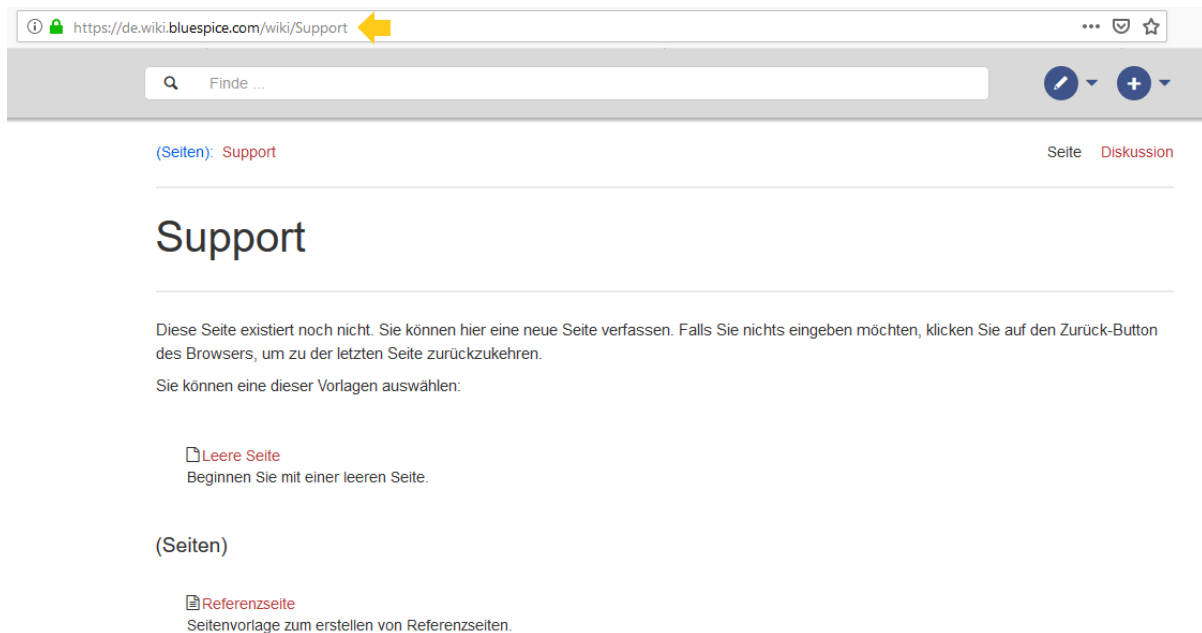 https://de.wiki.bluespice.com/wiki/Support
Finde ...
(Seiten): Support
Seite Diskussion
Support
Diese Seite existiert noch nicht. Sie können hier eine neue Seite verfassen. Falls Sie nichts eingeben möchten, klicken Sie auf den Zurück-Button
des Browsers, um zu der letzten Seite zurückzukehren.
Sie können eine dieser Vorlagen auswählen:
Leere Seite
Beginnen Sie mit einer leeren Seite.
(Seiten)
Referenzseite
Seitenvorlage zum erstellen von Referenzseiten.